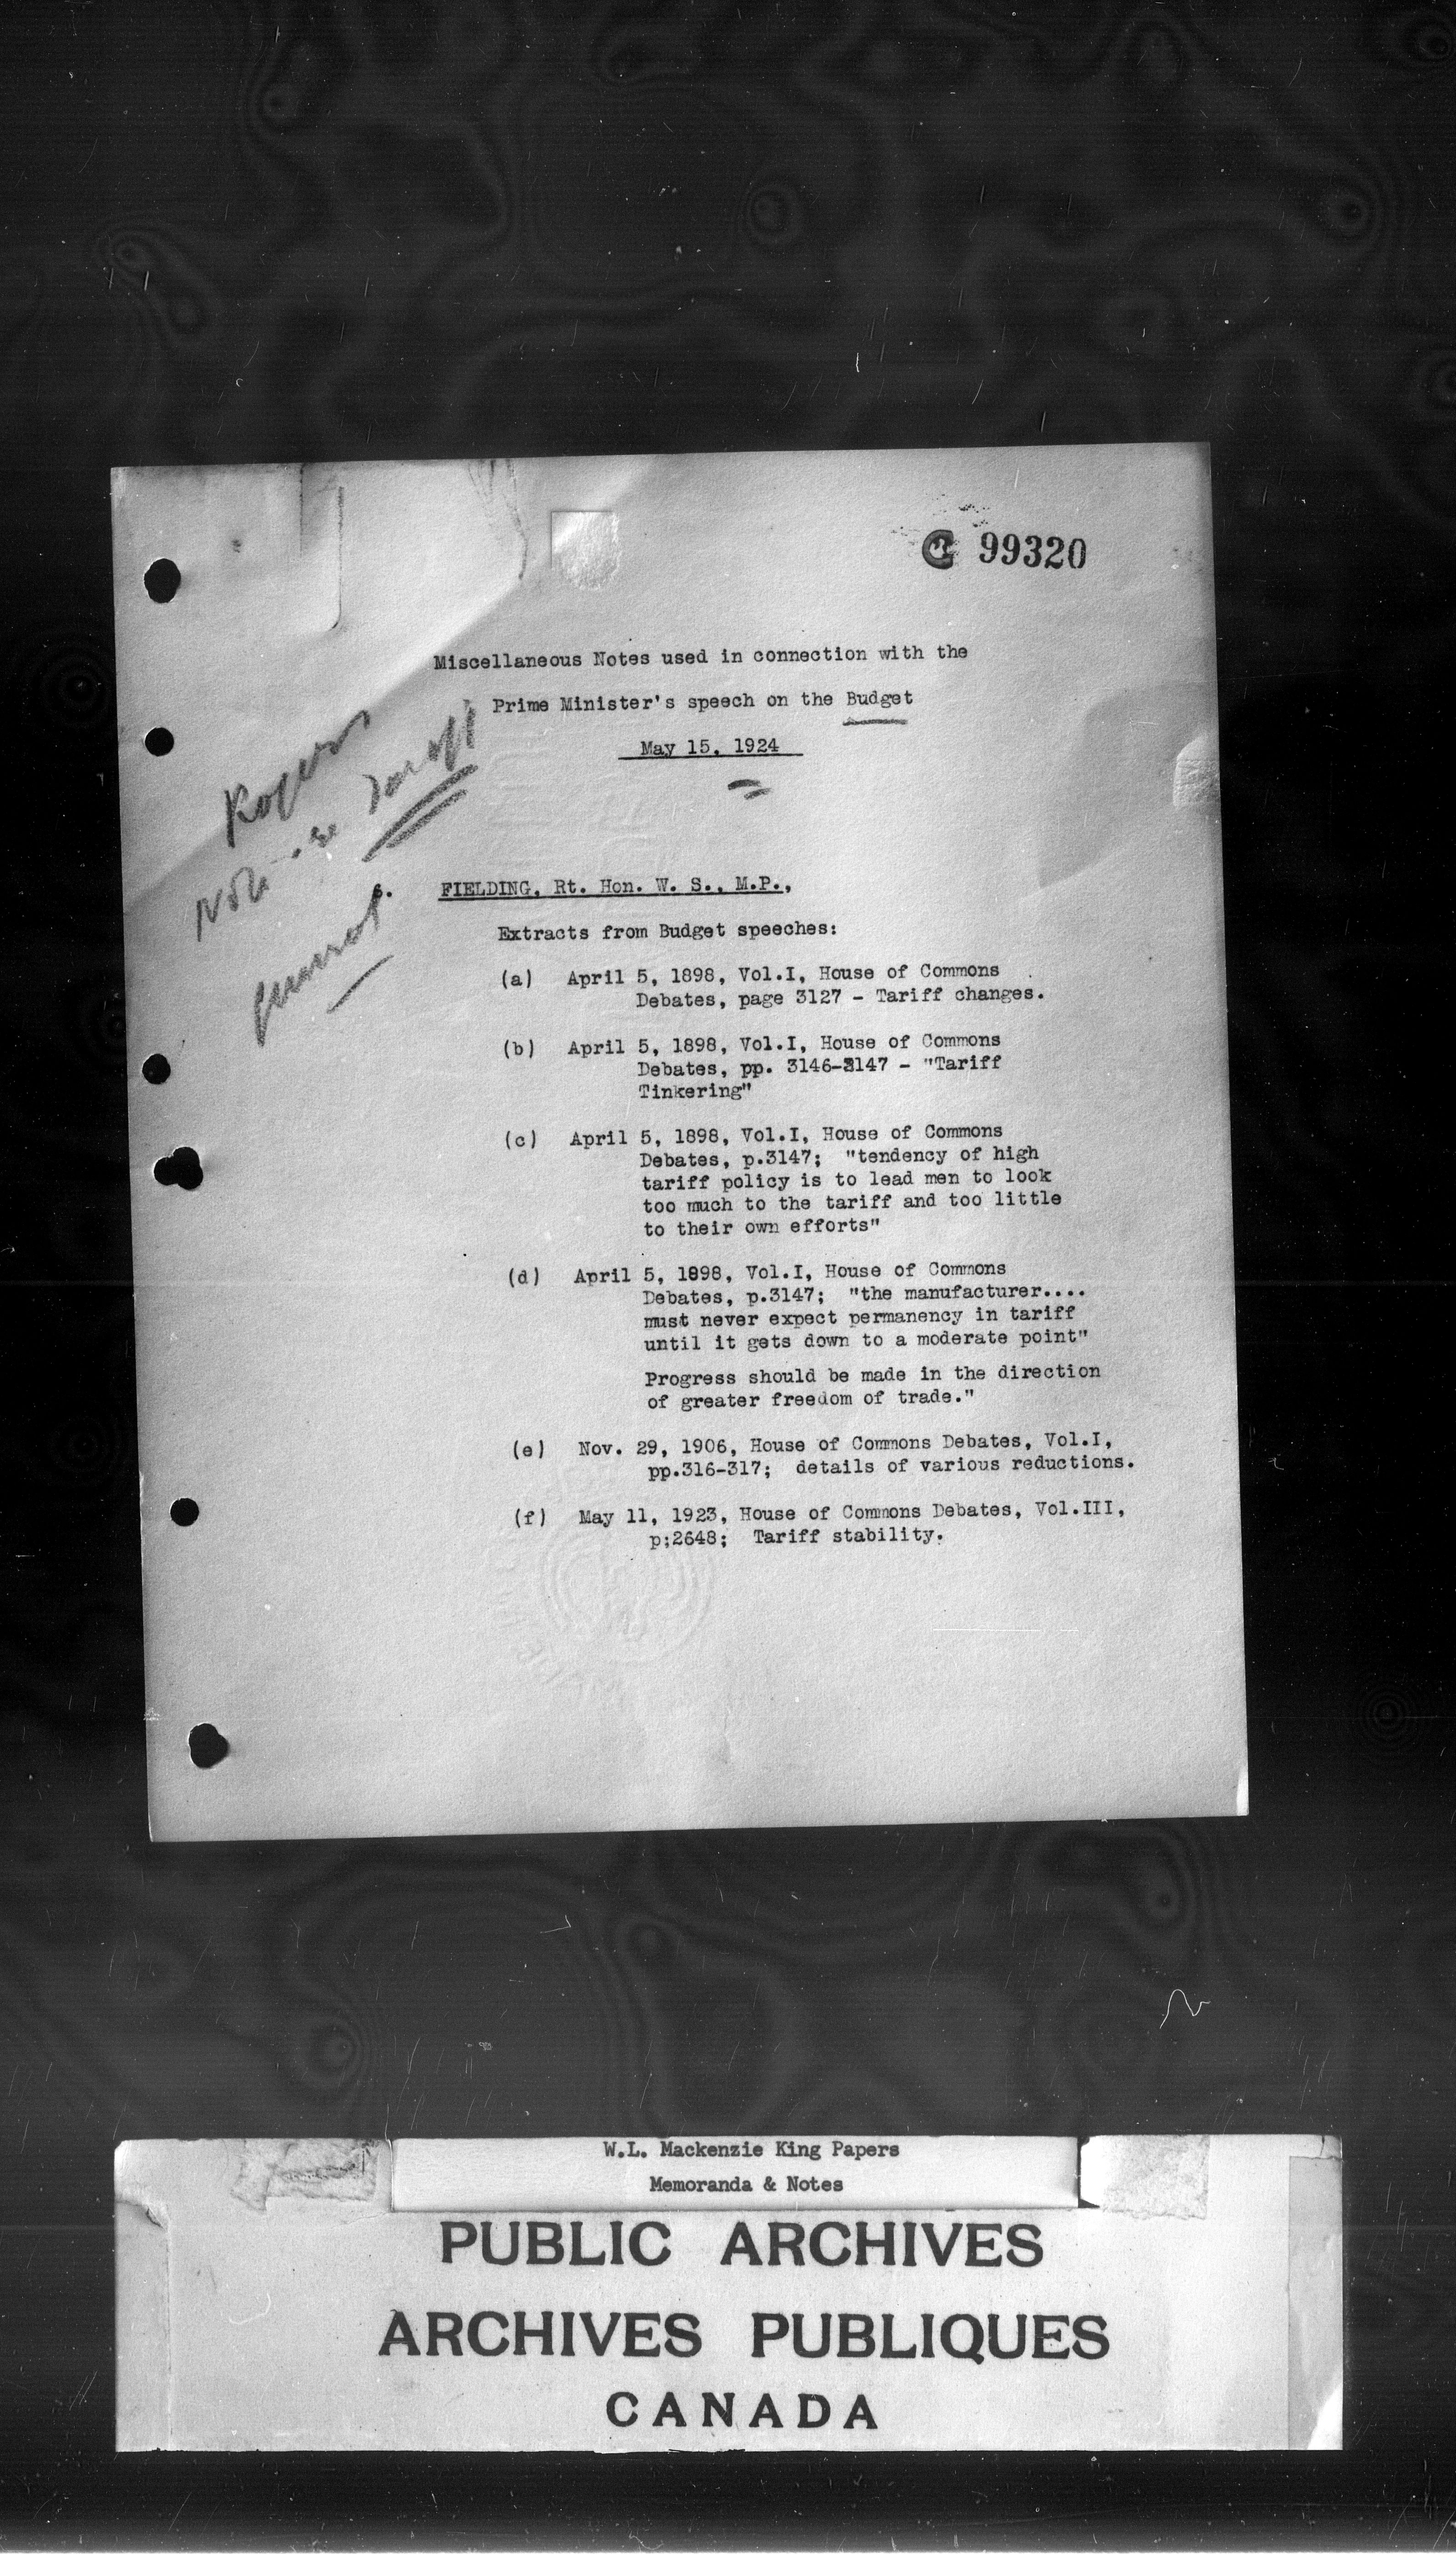 C 99320
Miscellaneous Notes used in connection with the
Prime Minister's speech on the Budget
May 15, 1924
Rogers
Note re Tariff
general
FIELDING, Rt. Hon. W. S., M.P.,
Extracts from Budget speeches:
(a) April 5, 1898, Vol.I, House of Commons
Debates, page 3127 - Tariff changes.
(b) April 5, 1898, Vol.I, House of Commons
Debates, pp. 3146-3147 - "Tariff
Tinkering"
(c) April 5, 1898, Vol.I, House of Commons
Debates, p.3147; "tendency of high
tariff policy is to lead men to look
too much to the tariff and too little
to their own efforts"
(d) April 5, 1898, Vol.I, House of Commons
Debates, p.3147; "the manufacturer....
must never expect permanency in tariff
until it gets down to a moderate point"
Progress should be made in the direction
of greater freedom of trade."
(e) Nov. 29, 1906, House of Commons Debates, Vol.I,
pp.316-317; details of various reductions.
(f) May 11, 1923, House of Commons Debates, Vol.III,
p;2648; Tariff stability.
W.L. Mackenzie King Papers
Memoranda & Notes
PUBLIC ARCHIVES
ARCHIVES PUBLIQUES
CANADA